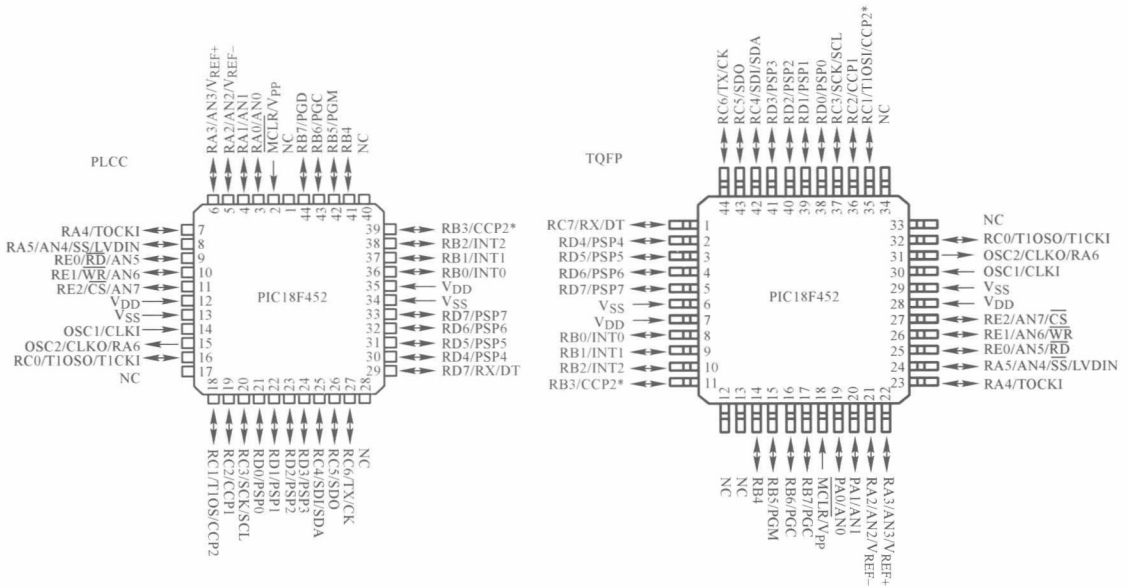 PLCC
RA3/AN3/VREF+
RA2/AN2/VREF−
RA1/AN1
RA0/AN0
MCLR/VPP
NC
RB7/PGD
RB6/PGC
RB5/PGM
RB4
NC
6 5 4 3 2 1 44 43 42 41 40
RA4/TOCKI 7
RA5/AN4/SS/LVDIN 8
RE0/RD/AN5 9
RE1/WR/AN6 10
RE2/CS/AN7 11
VDD 12
VSS 13
OSC1/CLKI 14
OSC2/CLKO/RA6 15
RC0/T1OSO/T1CKI 16
NC 17
PIC18F452
39 RB3/CCP2*
38 RB2/INT2
37 RB1/INT1
36 RB0/INT0
35 VDD
34 VSS
33 RD7/PSP7
32 RD6/PSP6
31 RD5/PSP5
30 RD4/PSP4
29 RD7/RX/DT
18 19 20 21 22 23 24 25 26 27 28
RC1/T1OS/CCP2
RC2/CCP1
RC3/SCK/SCL
RD0/PSP0
RD1/PSP1
RD2/PSP2
RD3/PSP3
RC4/SDI/SDA
RC5/SDO
RC6/TX/CK
NC
TQFP
RC6/TX/CK
RC5/SDO
RC4/SDI/SDA
RD3/PSP3
RD2/PSP2
RD1/PSP1
RD0/PSP0
RC3/SCK/SCL
RC2/CCP1
RC1/T1OSI/CCP2*
NC
44 43 42 41 40 39 38 37 36 35 34
RC7/RX/DT 1
RD4/PSP4 2
RD5/PSP5 3
RD6/PSP6 4
RD7/PSP7 5
VSS 6
VDD 7
RB0/INT0 8
RB1/INT1 9
RB2/INT2 10
RB3/CCP2* 11
PIC18F452
33 NC
32 RC0/T1OSO/T1CKI
31 OSC2/CLKO/RA6
30 OSC1/CLKI
29 VSS
28 VDD
27 RE2/AN7/CS
26 RE1/AN6/WR
25 RE0/AN5/RD
24 RA5/AN4/SS/LVDIN
23 RA4/TOCKI
12 13 14 15 16 17 18 19 20 21 22
NC
NC
RB4
RB5/PGM
RB6/PGC
RB7/PGC
MCLR/VPP
PA0/AN0
PA1/AN1
RA2/AN2/VREF−
RA3/AN3/VREF+